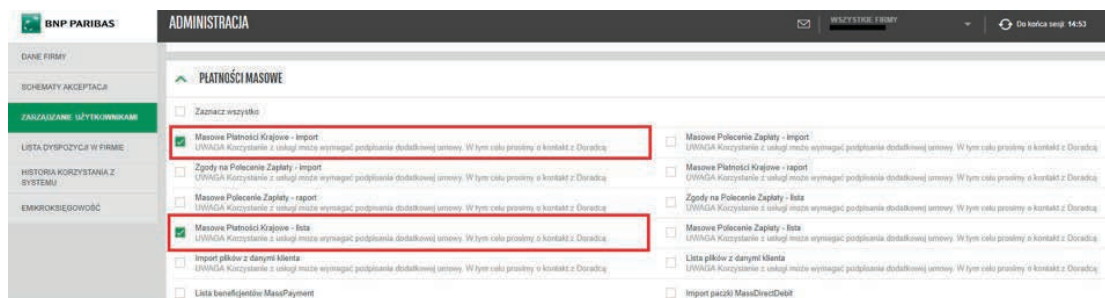 BNP PARIBAS
ADMINISTRACJA
WSZYSTKIE FIRMY
Do końca sesji: 14:53
DANE FIRMY
SCHEMATY AKCEPTACJI
ZARZĄDZANIE UŻYTKOWNIKAMI
LISTA DYSPOZYCJI W FIRMIE
HISTORIA KORZYSTANIA Z
SYSTEMU
EMIKROKSIĘGOWOŚĆ
PŁATNOŚCI MASOWE
Zaznacz wszystko
Masowe Płatności Krajowe - import
UWAGA Korzystanie z usługi może wymagać podpisania dodatkowej umowy. W tym celu prosimy o kontakt z Doradcą
Masowe Polecenie Zapłaty - import
UWAGA Korzystanie z usługi może wymagać podpisania dodatkowej umowy. W tym celu prosimy o kontakt z Doradcą
Zgody na Polecenie Zapłaty - import
UWAGA Korzystanie z usługi może wymagać podpisania dodatkowej umowy. W tym celu prosimy o kontakt z Doradcą
Masowe Płatności Krajowe - raport
UWAGA Korzystanie z usługi może wymagać podpisania dodatkowej umowy. W tym celu prosimy o kontakt z Doradcą
Masowe Polecenie Zapłaty - raport
UWAGA Korzystanie z usługi może wymagać podpisania dodatkowej umowy. W tym celu prosimy o kontakt z Doradcą
Zgody na Polecenie Zapłaty - lista
UWAGA Korzystanie z usługi może wymagać podpisania dodatkowej umowy. W tym celu prosimy o kontakt z Doradcą
Masowe Płatności Krajowe - lista
UWAGA Korzystanie z usługi może wymagać podpisania dodatkowej umowy. W tym celu prosimy o kontakt z Doradcą
Masowe Polecenie Zapłaty - lista
UWAGA Korzystanie z usługi może wymagać podpisania dodatkowej umowy. W tym celu prosimy o kontakt z Doradcą
Import plików z danymi klienta
UWAGA Korzystanie z usługi może wymagać podpisania dodatkowej umowy. W tym celu prosimy o kontakt z Doradcą
Lista plików z danymi klienta
UWAGA Korzystanie z usługi może wymagać podpisania dodatkowej umowy. W tym celu prosimy o kontakt z Doradcą
Lista beneficjentów MassPayment
Import paczki MassDirectDebit